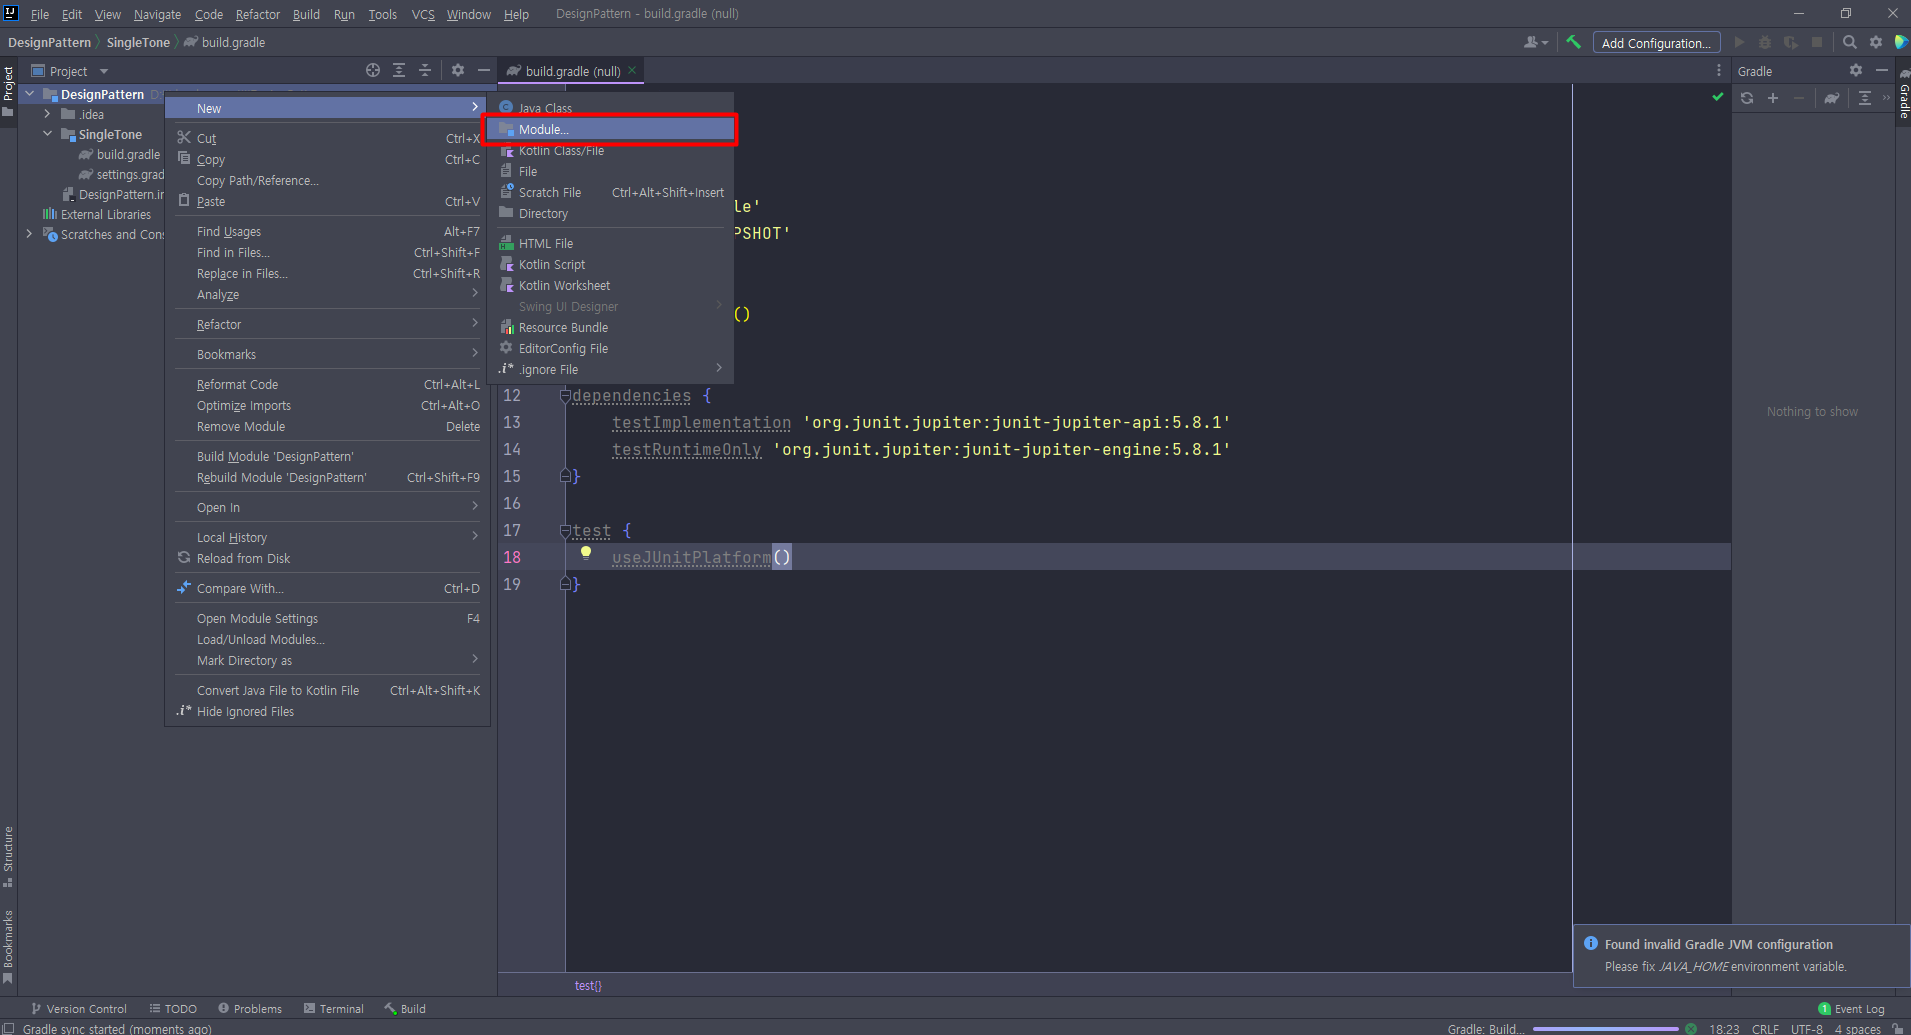 File Edit View Navigate Code Refactor Build Run Tools VCS Window Help DesignPattern - build.gradle (null)
DesignPattern SingleTone build.gradle
Add Configuration...
Project
Project
DesignPattern
.idea
SingleTone
build.gradle
settings.grad
DesignPattern.ir
External Libraries
Scratches and Cons
New
Cut Ctrl+X
Copy Ctrl+C
Copy Path/Reference...
Paste Ctrl+V
Find Usages Alt+F7
Find in Files... Ctrl+Shift+F
Replace in Files... Ctrl+Shift+R
Analyze
Refactor
Bookmarks
Reformat Code Ctrl+Alt+L
Optimize Imports Ctrl+Alt+O
Remove Module Delete
Build Module 'DesignPattern'
Rebuild Module 'DesignPattern' Ctrl+Shift+F9
Open In
Local History
Reload from Disk
Compare With... Ctrl+D
Open Module Settings F4
Load/Unload Modules...
Mark Directory as
Convert Java File to Kotlin File Ctrl+Alt+Shift+K
.i* Hide Ignored Files
Java Class
Module...
Kotlin Class/File
File
Scratch File Ctrl+Alt+Shift+Insert
Directory
HTML File
Kotlin Script
Kotlin Worksheet
Swing UI Designer
Resource Bundle
EditorConfig File
.i* .ignore File
build.gradle (null)
le'
PSHOT'
()
12 dependencies {
13 testImplementation 'org.junit.jupiter:junit-jupiter-api:5.8.1'
14 testRuntimeOnly 'org.junit.jupiter:junit-jupiter-engine:5.8.1'
15 }
16
17 test {
18 useJUnitPlatform()
19 }
test{}
Gradle
Gradle
Nothing to show
Found invalid Gradle JVM configuration
Please fix JAVA_HOME environment variable.
Structure
Bookmarks
Version Control TODO Problems Terminal Build
1 Event Log
Gradle sync started (moments ago)
Gradle: Build... 18:23 CRLF UTF-8 4 spaces